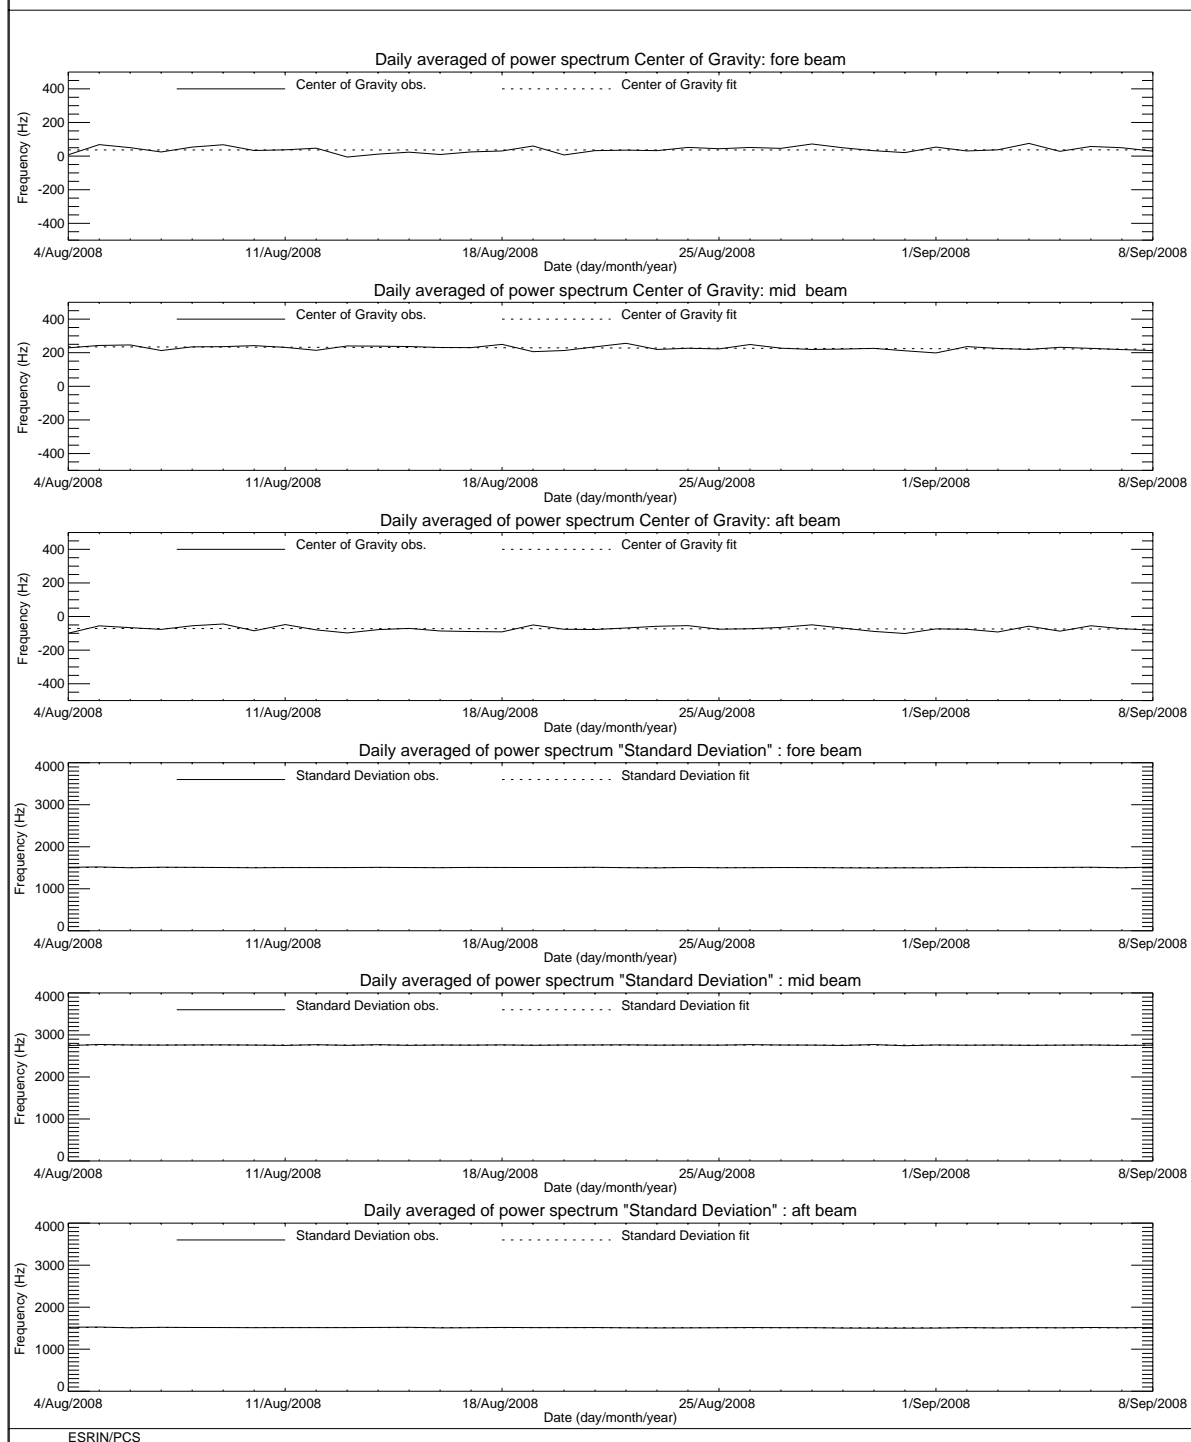 Daily averaged of power spectrum Center of Gravity: fore beam
Center of Gravity obs.
Center of Gravity fit
Frequency (Hz)
400
200
0
-200
-400
4/Aug/2008
11/Aug/2008
18/Aug/2008
25/Aug/2008
1/Sep/2008
8/Sep/2008
Date (day/month/year)
Daily averaged of power spectrum Center of Gravity: mid  beam
Center of Gravity obs.
Center of Gravity fit
Frequency (Hz)
400
200
0
-200
-400
4/Aug/2008
11/Aug/2008
18/Aug/2008
25/Aug/2008
1/Sep/2008
8/Sep/2008
Date (day/month/year)
Daily averaged of power spectrum Center of Gravity: aft beam
Center of Gravity obs.
Center of Gravity fit
Frequency (Hz)
400
200
0
-200
-400
4/Aug/2008
11/Aug/2008
18/Aug/2008
25/Aug/2008
1/Sep/2008
8/Sep/2008
Date (day/month/year)
Daily averaged of power spectrum "Standard Deviation" : fore beam
Standard Deviation obs.
Standard Deviation fit
Frequency (Hz)
4000
3000
2000
1000
0
4/Aug/2008
11/Aug/2008
18/Aug/2008
25/Aug/2008
1/Sep/2008
8/Sep/2008
Date (day/month/year)
Daily averaged of power spectrum "Standard Deviation" : mid beam
Standard Deviation obs.
Standard Deviation fit
Frequency (Hz)
4000
3000
2000
1000
0
4/Aug/2008
11/Aug/2008
18/Aug/2008
25/Aug/2008
1/Sep/2008
8/Sep/2008
Date (day/month/year)
Daily averaged of power spectrum "Standard Deviation" : aft beam
Standard Deviation obs.
Standard Deviation fit
Frequency (Hz)
4000
3000
2000
1000
0
4/Aug/2008
11/Aug/2008
18/Aug/2008
25/Aug/2008
1/Sep/2008
8/Sep/2008
Date (day/month/year)
ESRIN/PCS